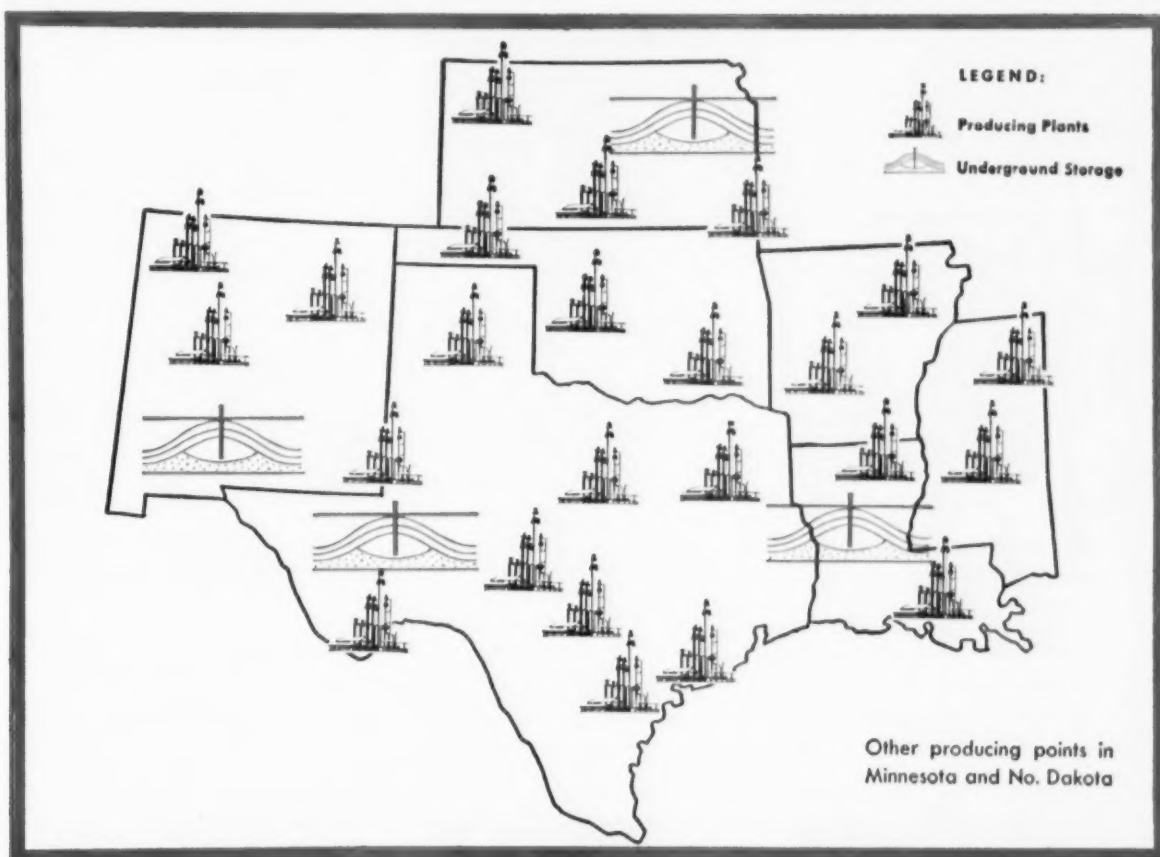 LEGEND:
Producing Plants
Underground Storage
Other producing points in
Minnesota and No. Dakota